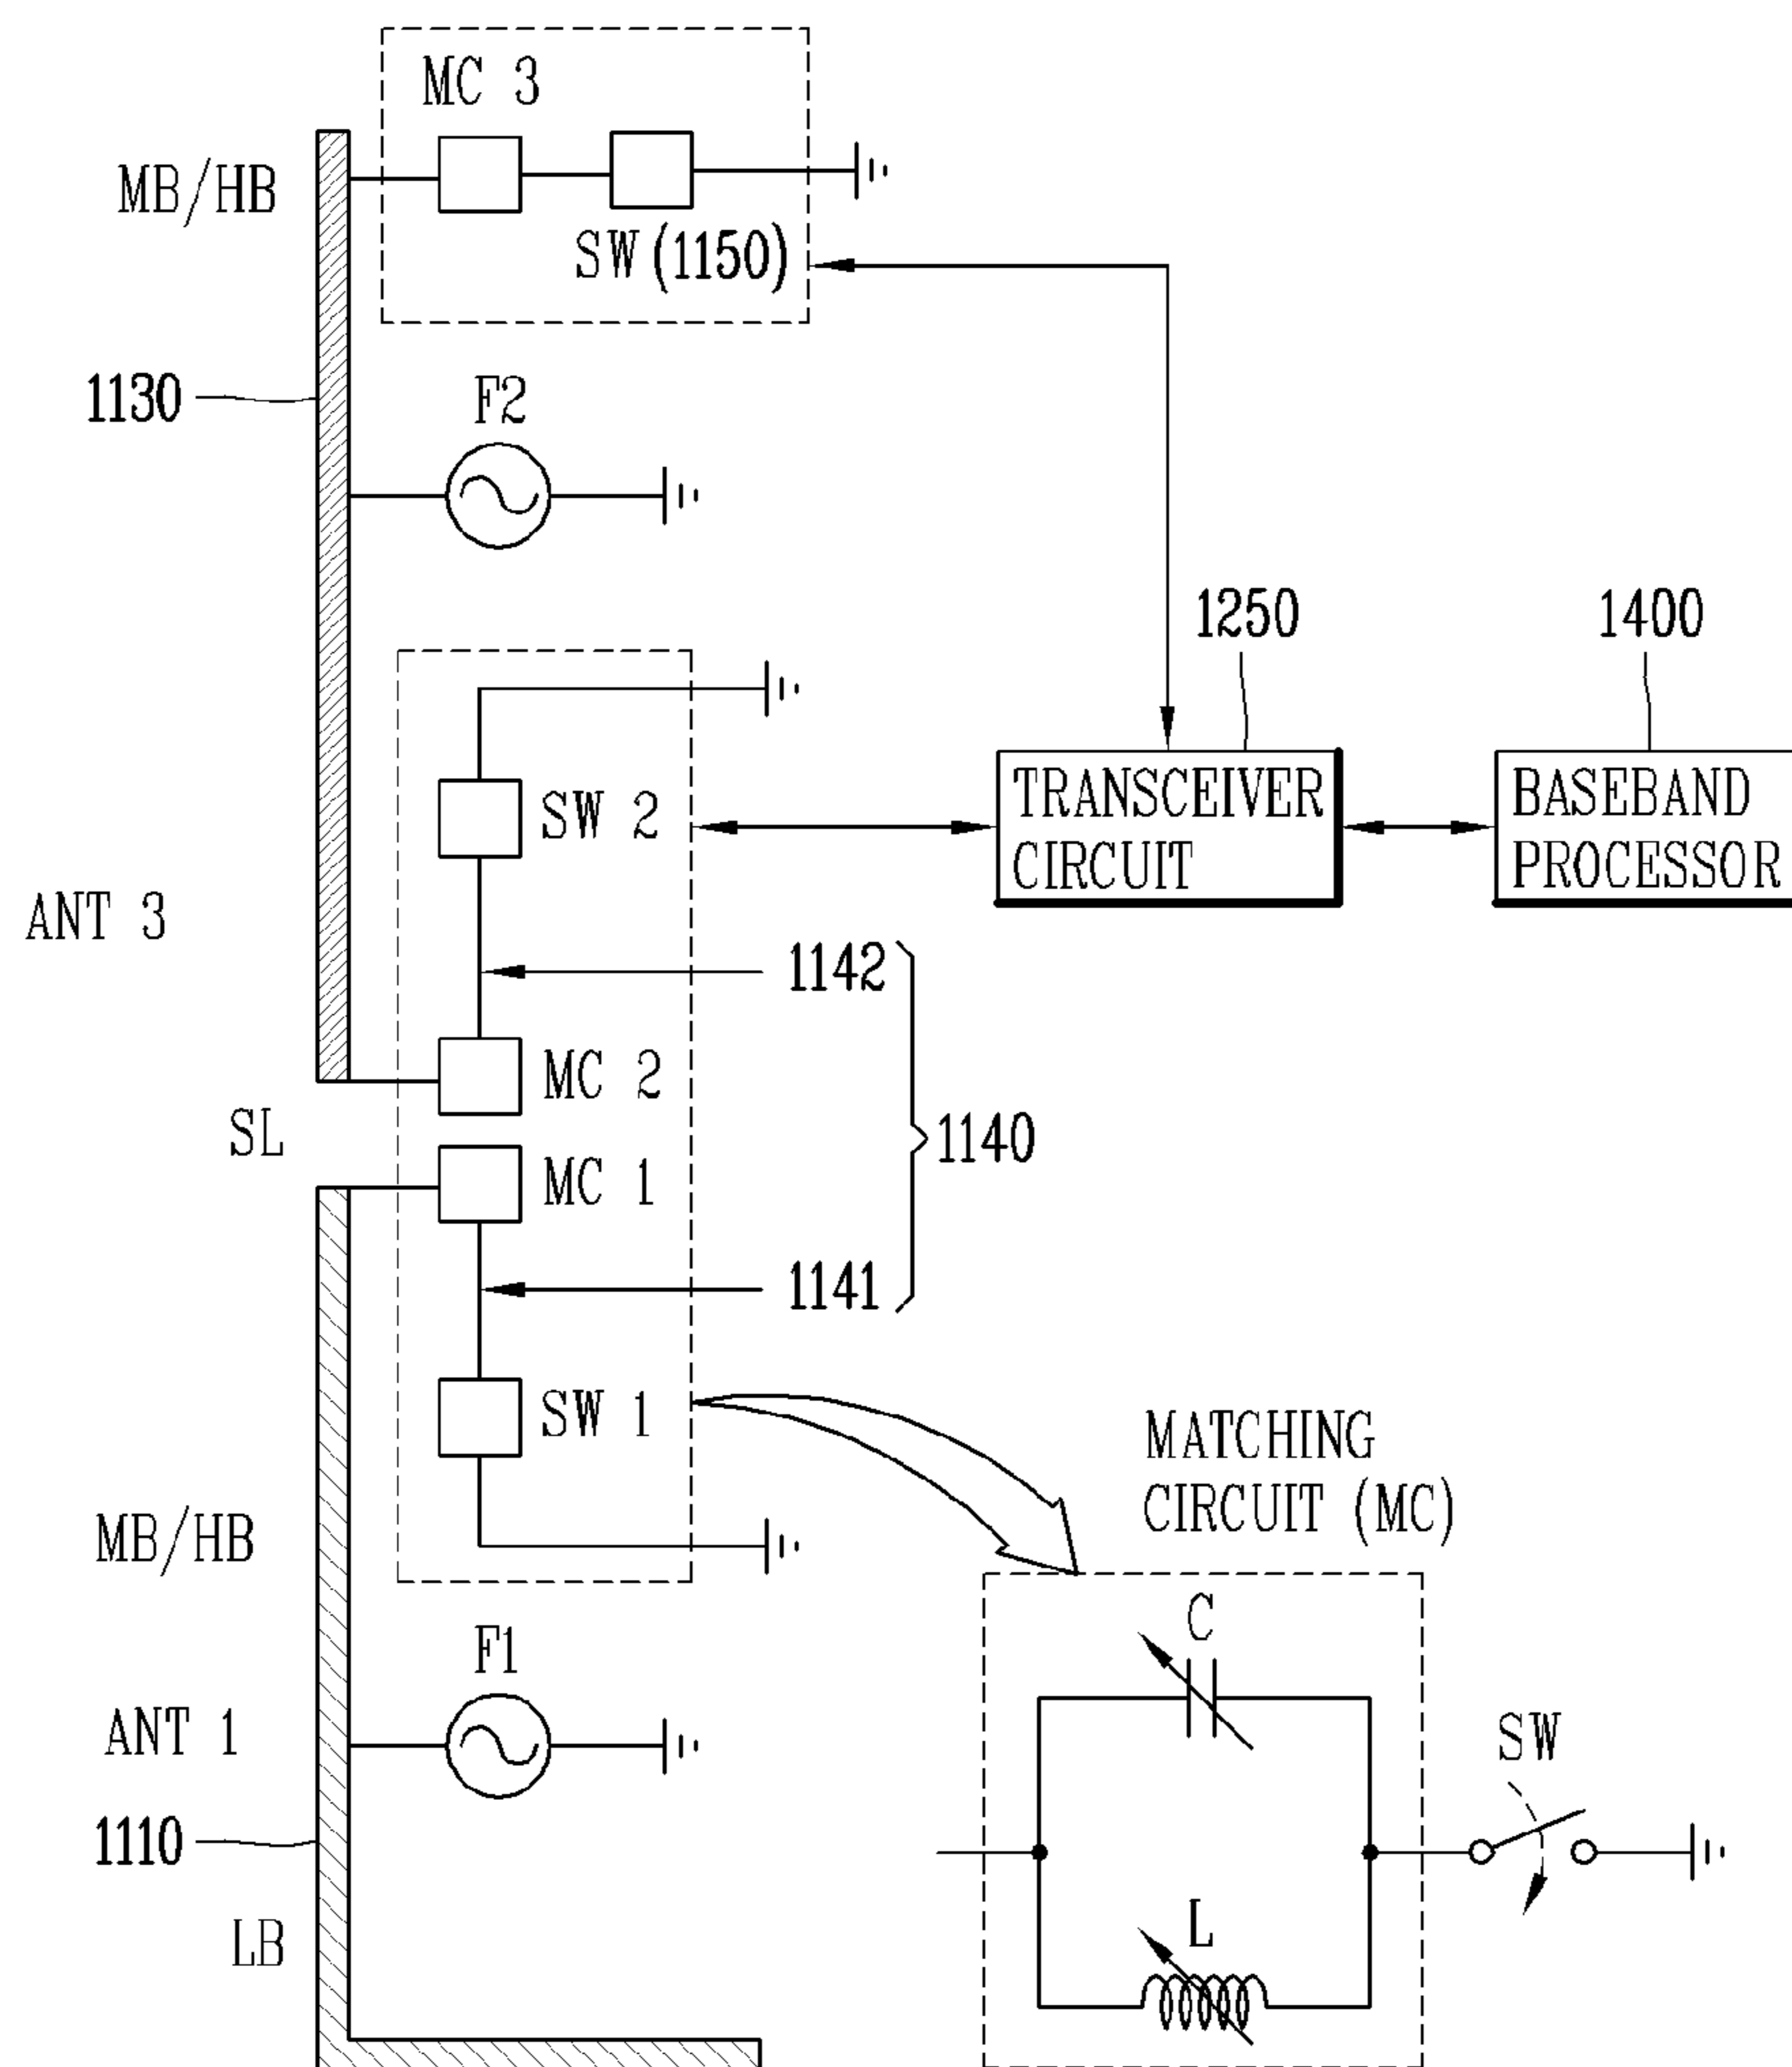 MC 3
MB/HB
SW(1150)
1130
F2
1250
1400
SW 2
TRANSCEIVER
CIRCUIT
BASEBAND
PROCESSOR
ANT 3
1142
MC 2
SL
1140
MC 1
1141
SW 1
MATCHING
CIRCUIT (MC)
MB/HB
C
F1
ANT 1
SW
1110
L
LB